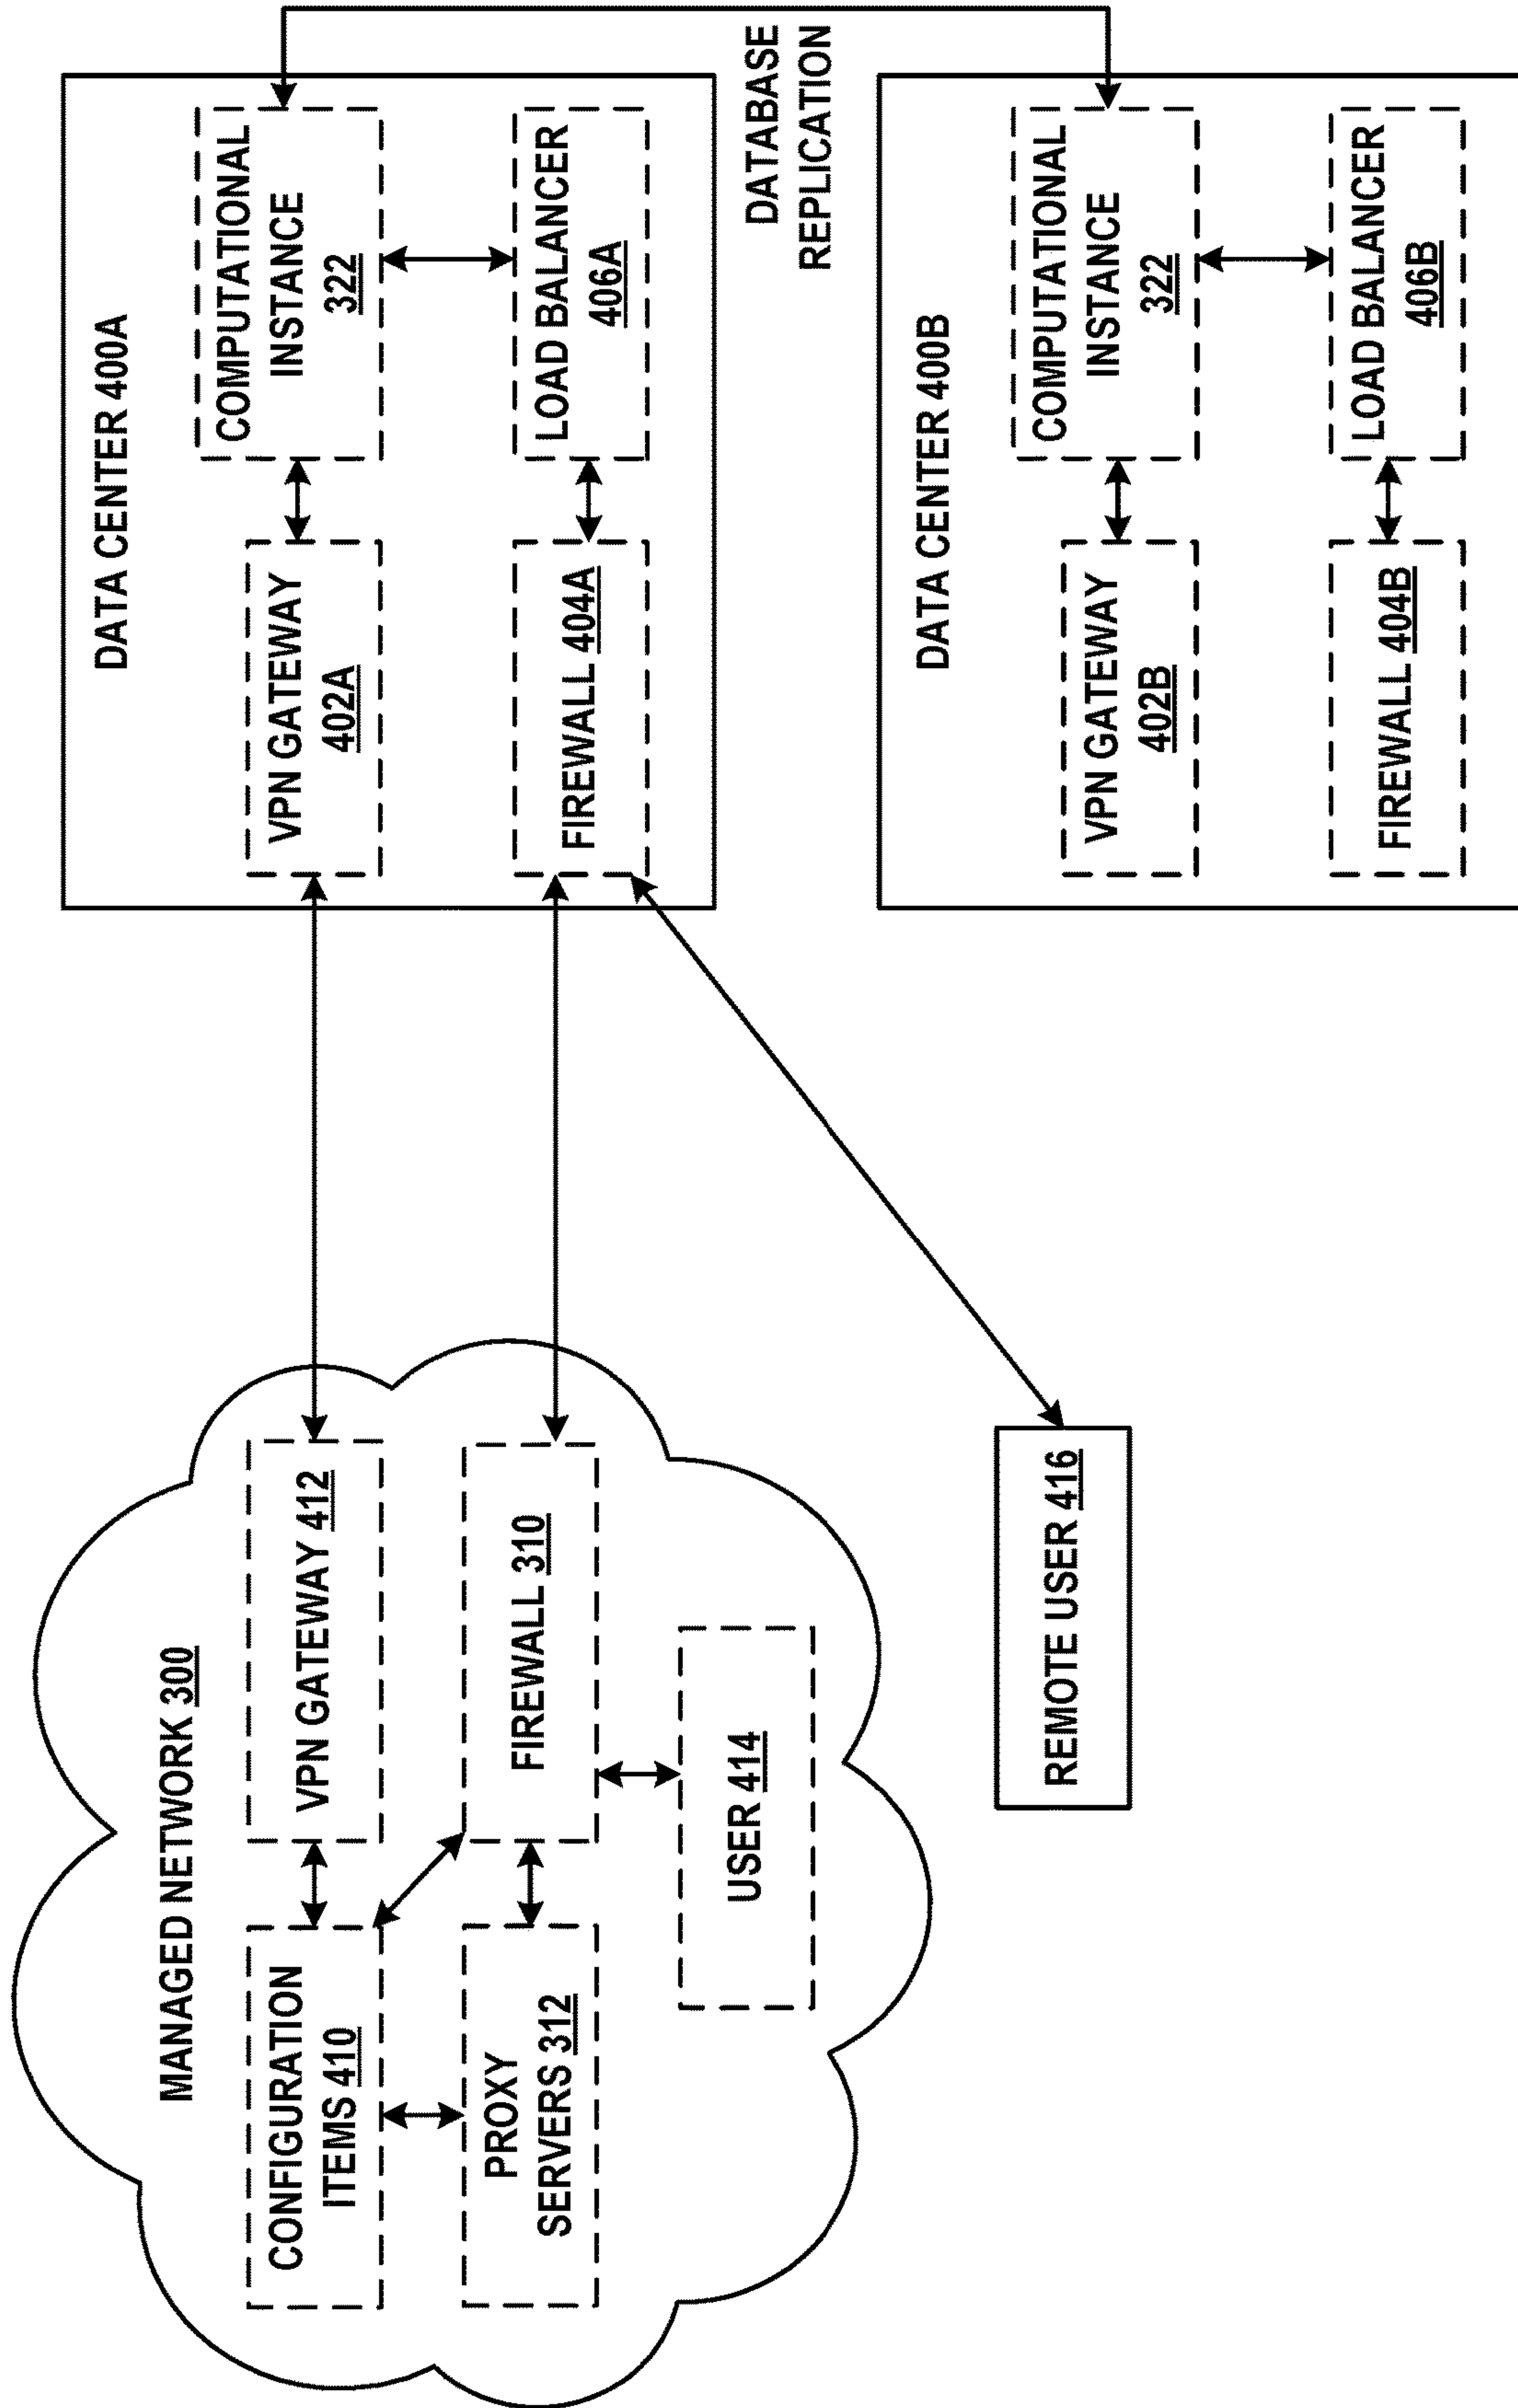 MANAGED NETWORK 300
CONFIGURATION
ITEMS 410
VPN GATEWAY 412
PROXY
SERVERS 312
FIREWALL 310
USER 414
REMOTE USER 416
DATA CENTER 400A
VPN GATEWAY
402A
COMPUTATIONAL
INSTANCE
322
FIREWALL 404A
LOAD BALANCER
406A
DATABASE
REPLICATION
DATA CENTER 400B
VPN GATEWAY
402B
COMPUTATIONAL
INSTANCE
322
FIREWALL 404B
LOAD BALANCER
406B